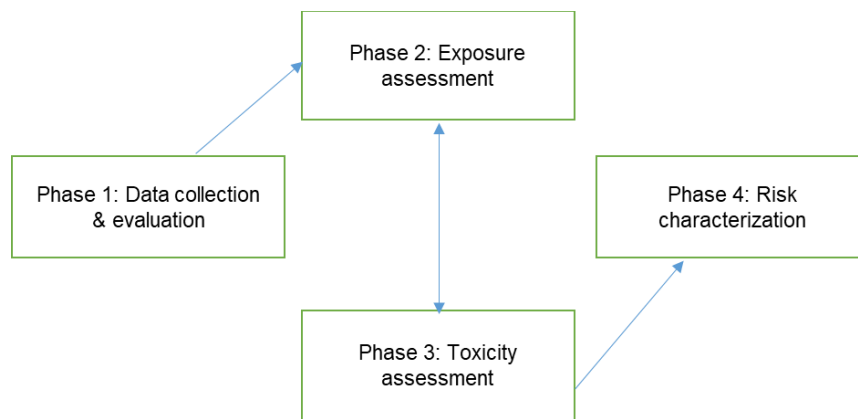 Phase 2: Exposure
assessment
Phase 1: Data collection
& evaluation
Phase 4: Risk
characterization
Phase 3: Toxicity
assessment